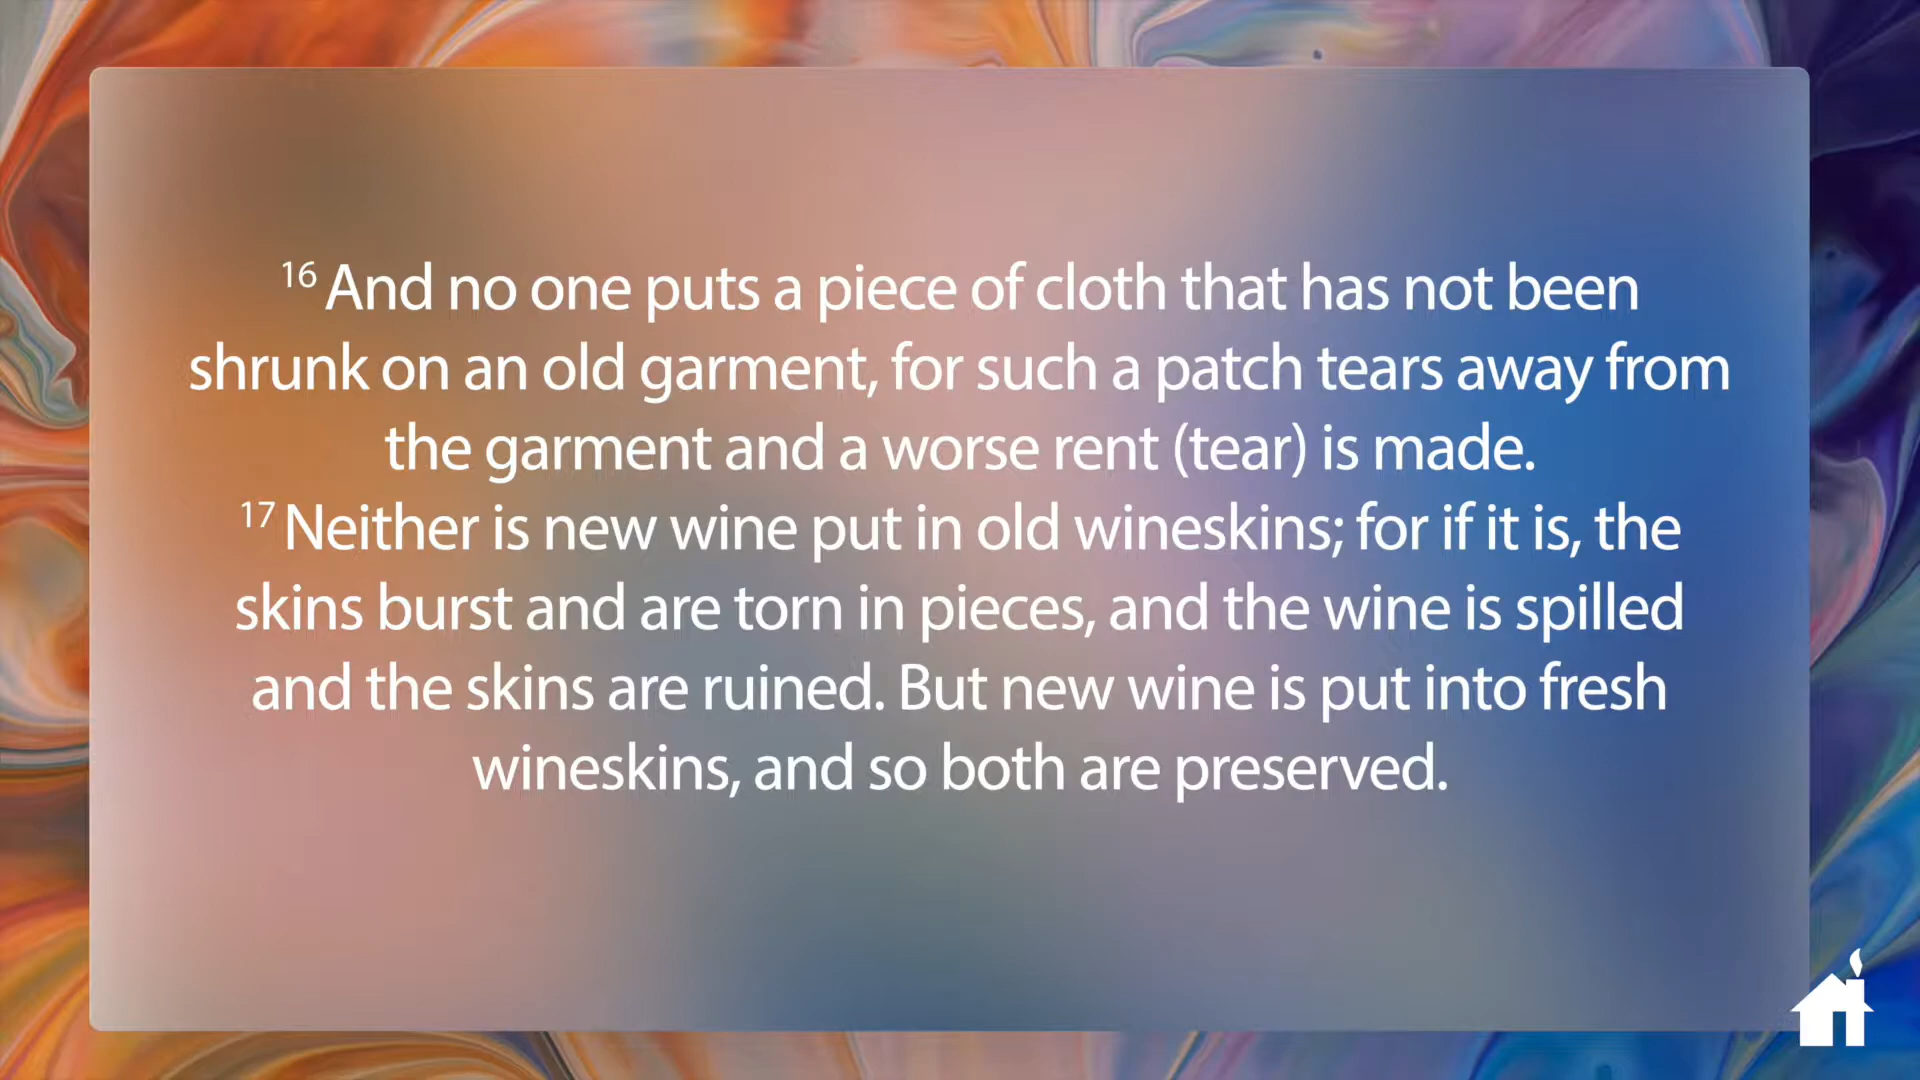 16 And no one puts a piece of cloth that has not been
shrunk on an old garment, for such a patch tears away from
the garment and a worse rent (tear) is made.
17 Neither is new wine put in old wineskins; for if it is, the
skins burst and are torn in pieces, and the wine is spilled
and the skins are ruined. But new wine is put into fresh
wineskins, and so both are preserved.